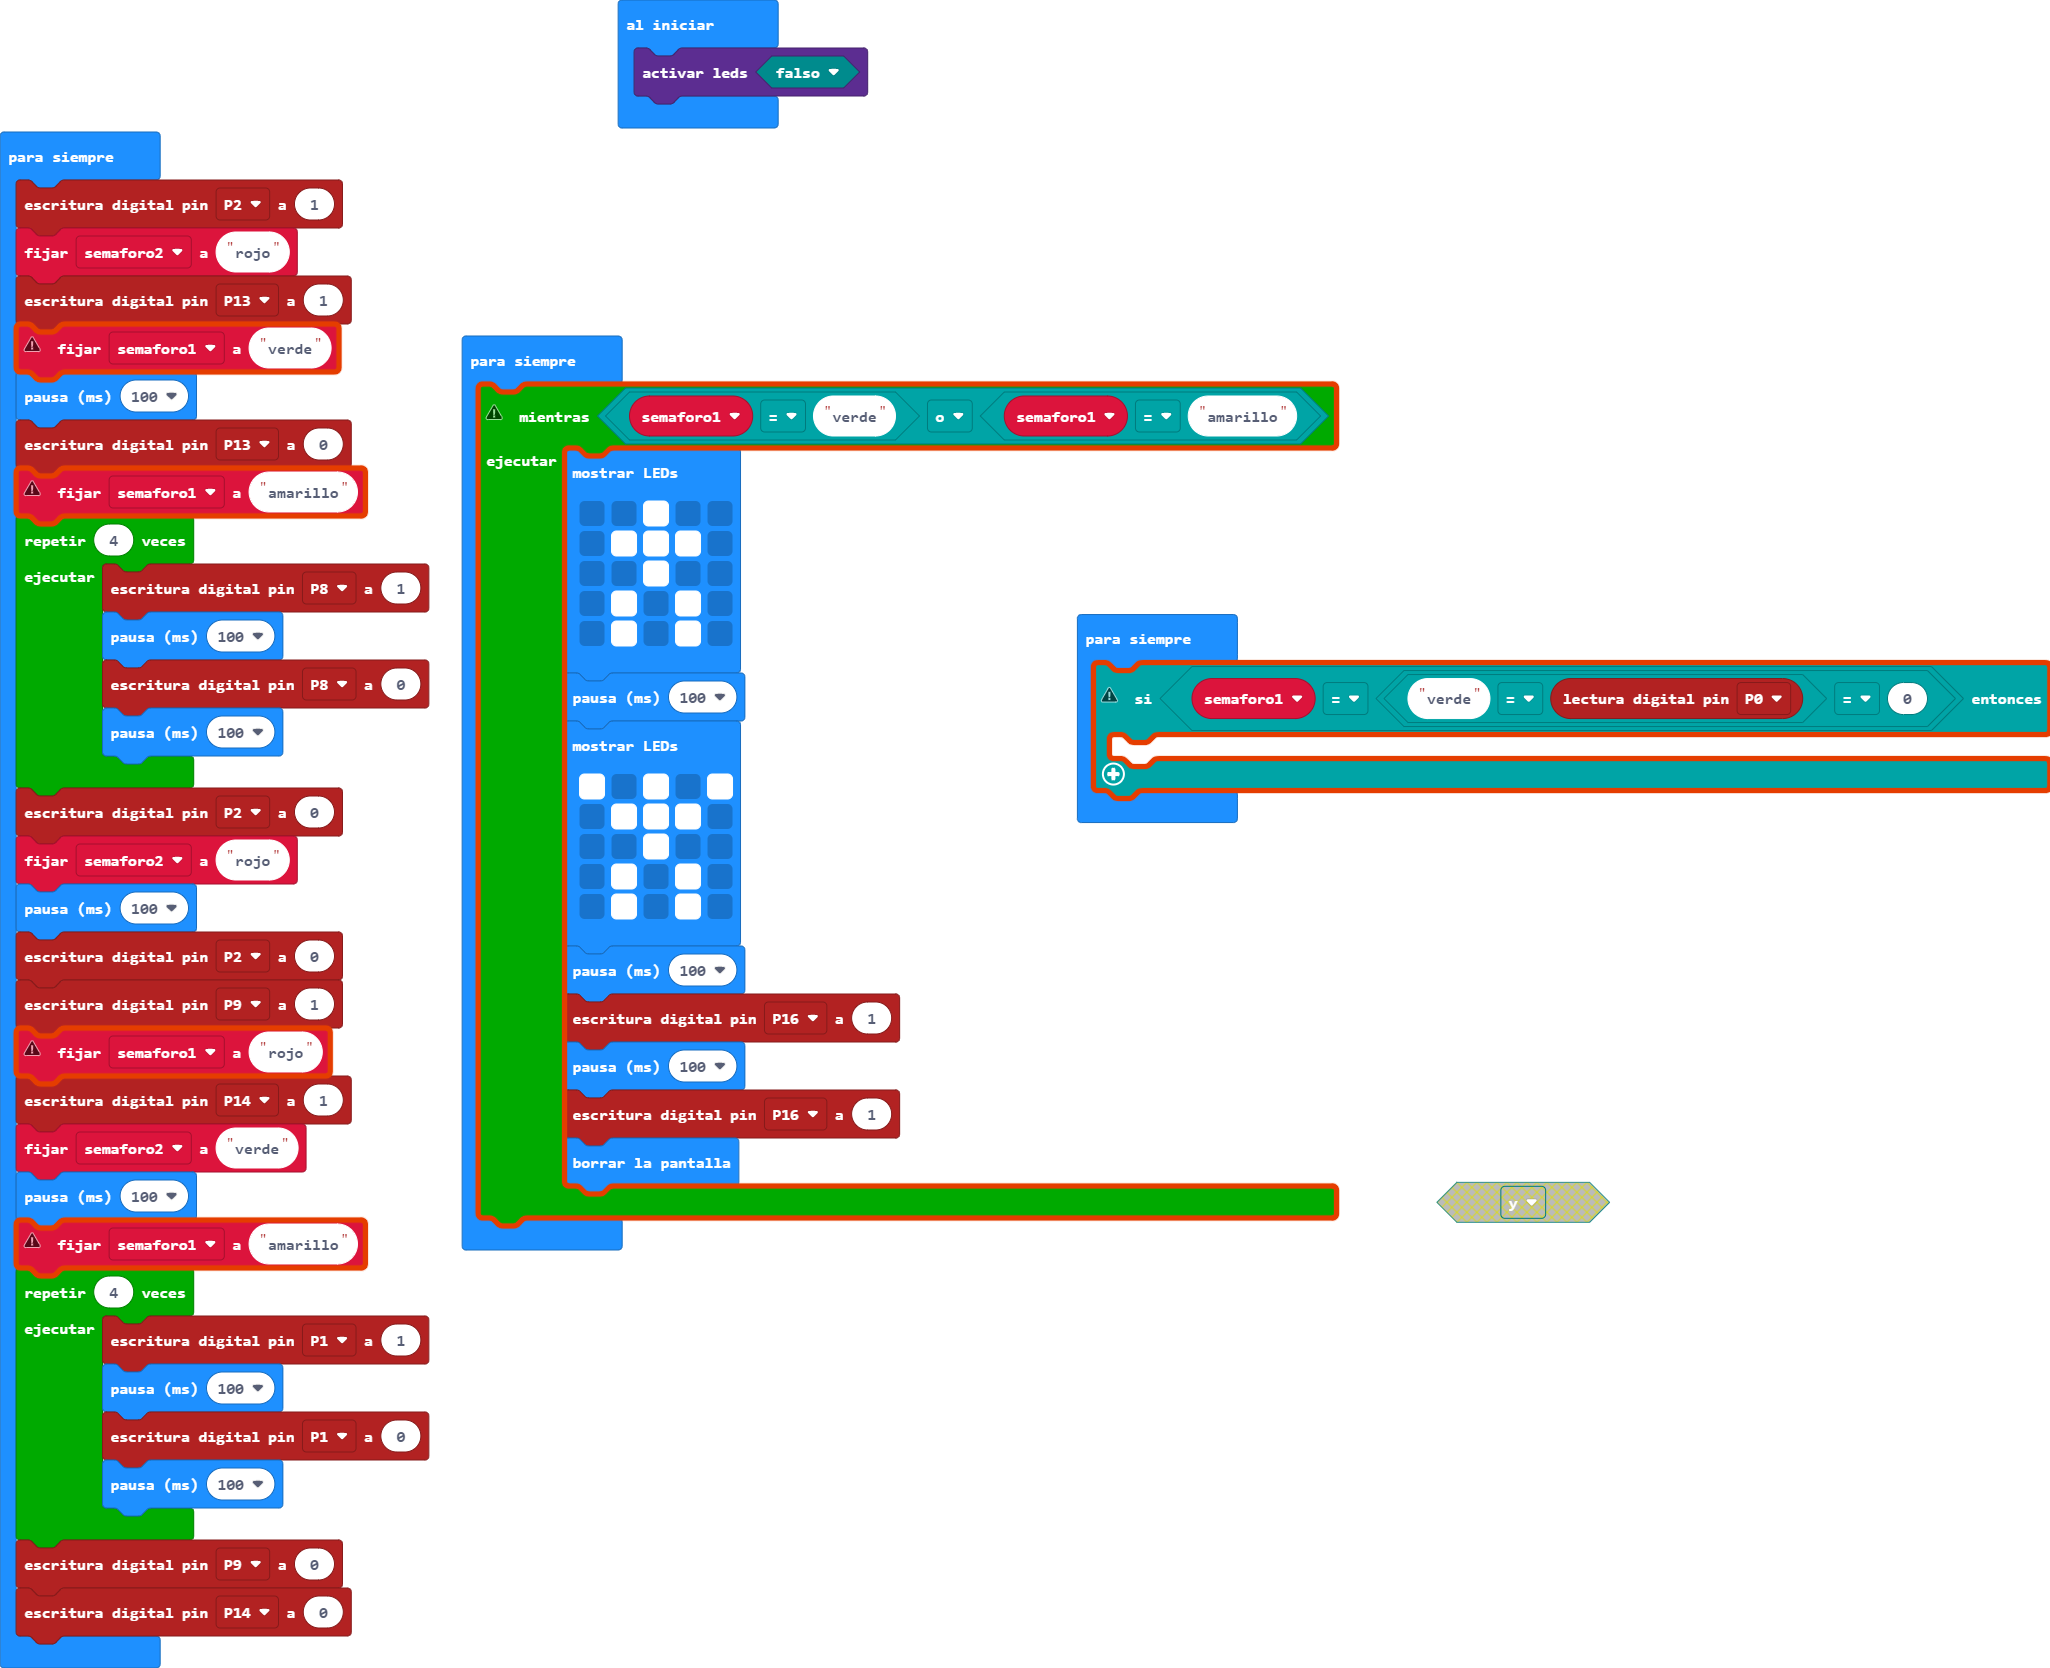 al iniciar
activar leds falso
para siempre
escritura digital pin P2 a 1
fijar semaforo2 a "rojo"
escritura digital pin P13 a 1
fijar semaforo1 a "verde"
pausa (ms) 100
escritura digital pin P13 a 0
fijar semaforo1 a "amarillo"
repetir 4 veces
ejecutar
escritura digital pin P8 a 1
pausa (ms) 100
escritura digital pin P8 a 0
pausa (ms) 100
escritura digital pin P2 a 0
fijar semaforo2 a "rojo"
pausa (ms) 100
escritura digital pin P2 a 0
escritura digital pin P9 a 1
fijar semaforo1 a "rojo"
escritura digital pin P14 a 1
fijar semaforo2 a "verde"
pausa (ms) 100
fijar semaforo1 a "amarillo"
repetir 4 veces
ejecutar
escritura digital pin P1 a 1
pausa (ms) 100
escritura digital pin P1 a 0
pausa (ms) 100
escritura digital pin P9 a 0
escritura digital pin P14 a 0
para siempre
mientras semaforo1 = "verde" o semaforo1 = "amarillo"
ejecutar
mostrar LEDs
pausa (ms) 100
mostrar LEDs
pausa (ms) 100
escritura digital pin P16 a 1
pausa (ms) 100
escritura digital pin P16 a 1
borrar la pantalla
para siempre
si semaforo1 = "verde" = lectura digital pin P0 = 0 entonces
y